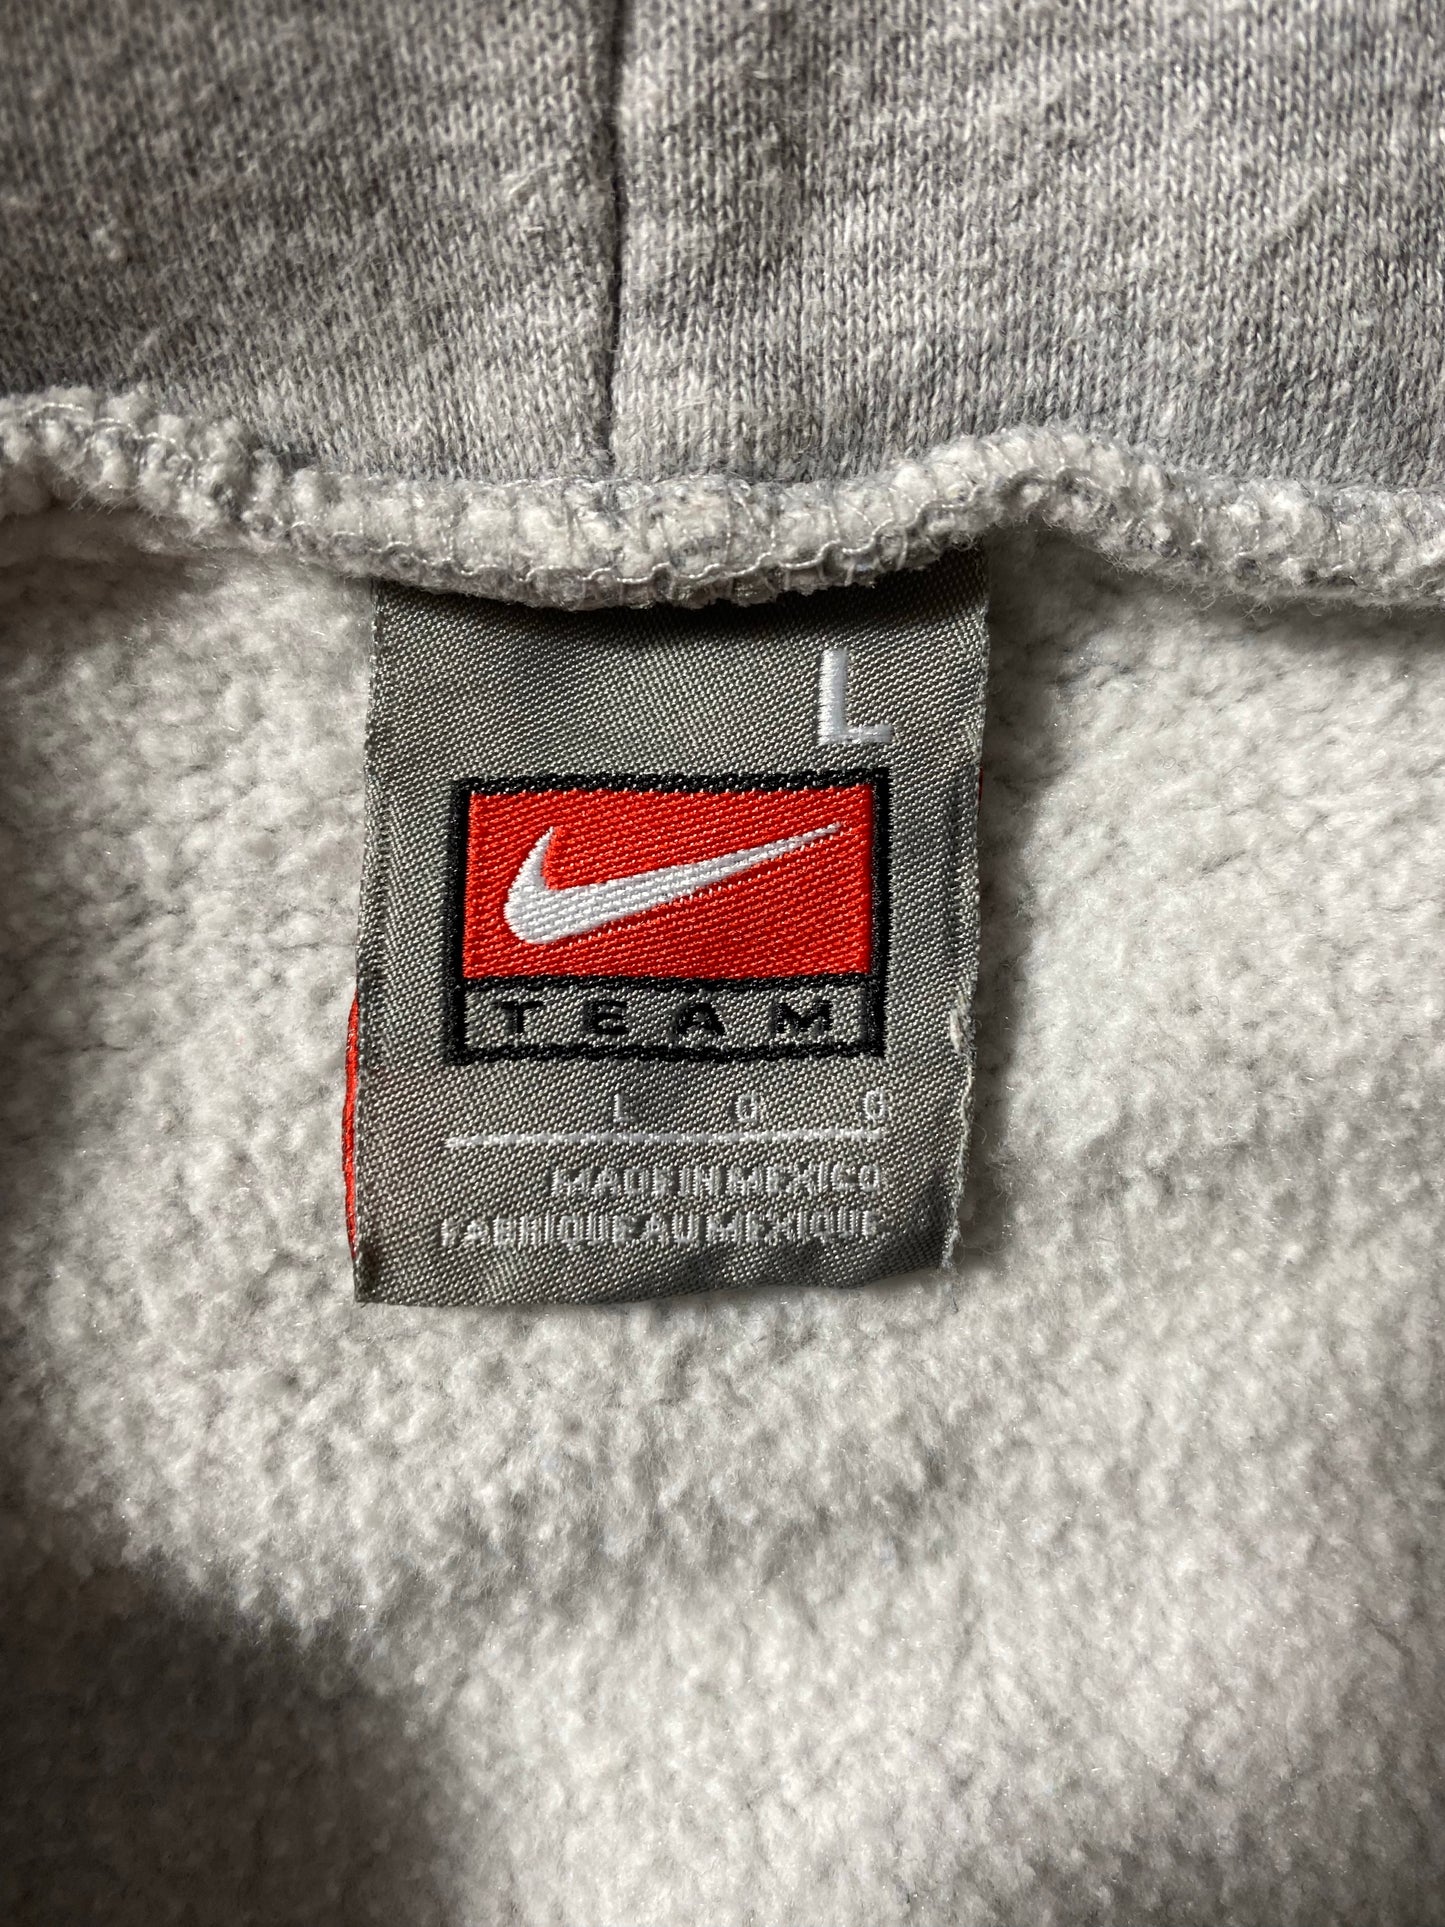 L
TEAM
L G G
MADE IN MEXICO
FABRIQUE AU MEXIQUE